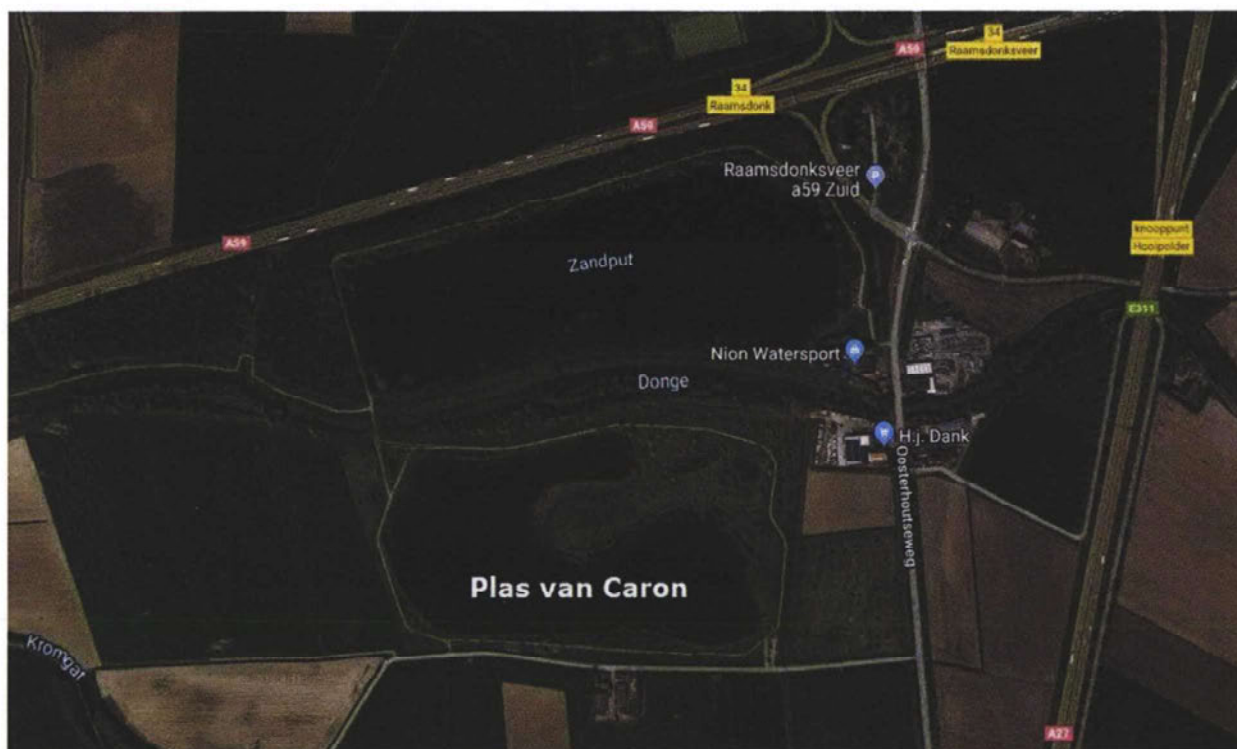 34
Raamsdonksveer
A59
34
Raamsdonk
A59
Raamsdonksveer
a59 Zuid
A59
knooppunt
Hooipolder
Zandput
E311
Nion Watersport
Donge
H.j. Dank
Oosterhoutseweg
Plas van Caron
Kromgat
A27